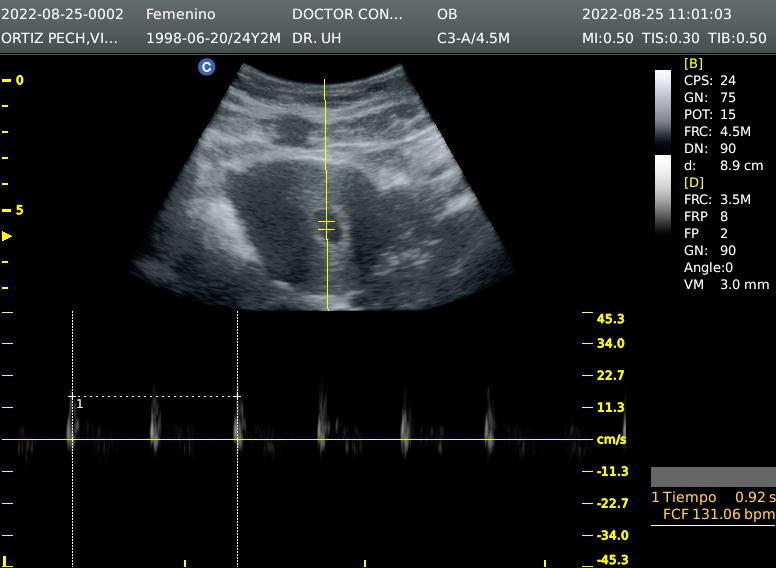 2022-08-25-0002 Femenino DOCTOR CON... OB 2022-08-25 11:01:03
ORTIZ PECH,VI... 1998-06-20/24Y2M DR. UH C3-A/4.5M MI:0.50 TIS:0.30 TIB:0.50
C
0
5
[B]
CPS: 24
GN: 75
POT: 15
FRC: 4.5M
DN: 90
d: 8.9 cm
[D]
FRC: 3.5M
FRP 8
FP 2
GN: 90
Angle:0
VM 3.0 mm
45.3
34.0
22.7
11.3
cm/s
-11.3
-22.7
-34.0
-45.3
1
1 Tiempo 0.92 s
FCF 131.06 bpm